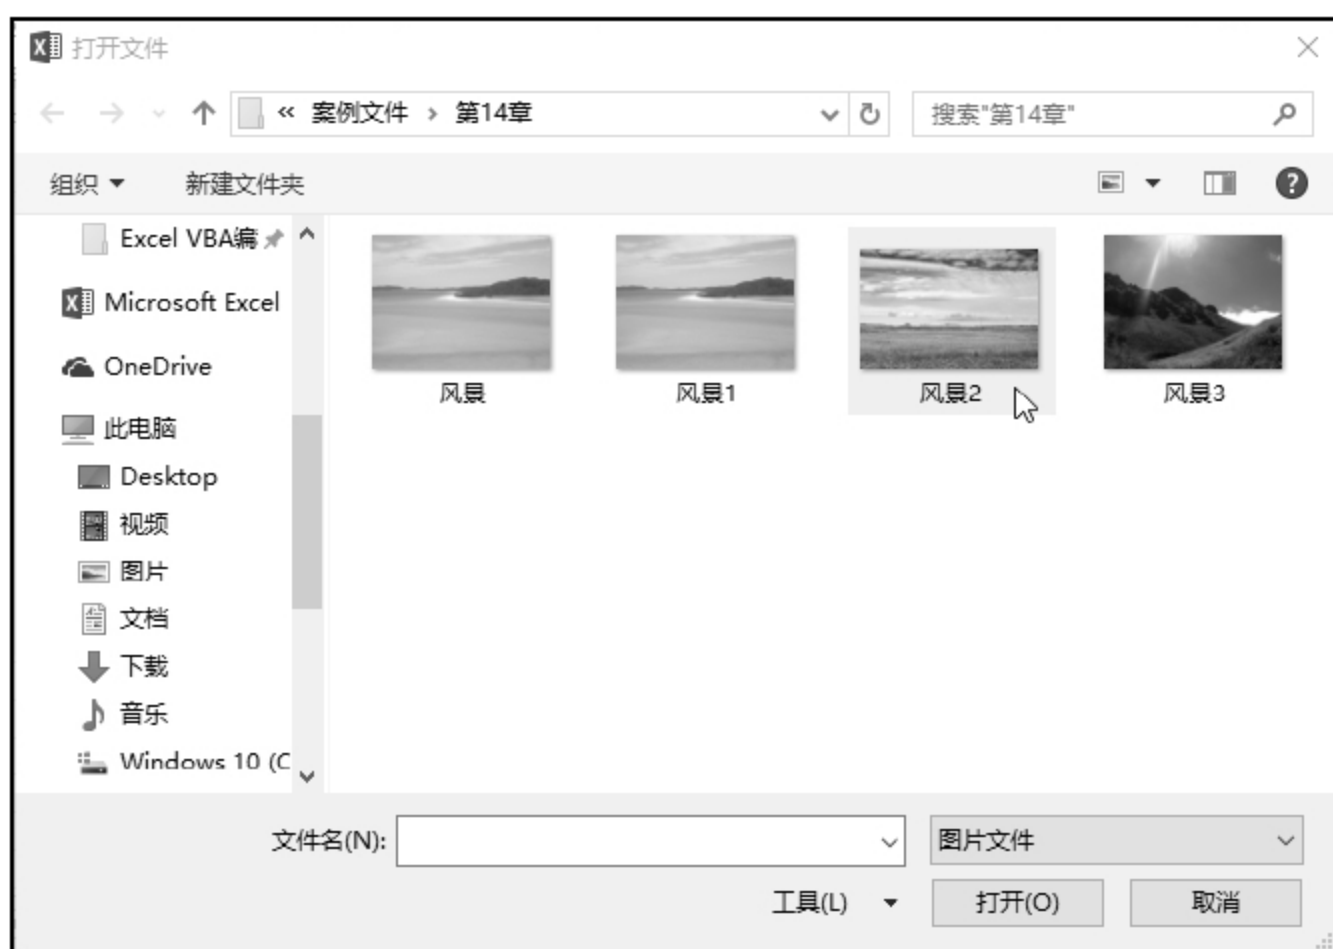 打开文件
« 案例文件 › 第14章
搜索"第14章"
组织
新建文件夹
Excel VBA编
Microsoft Excel
OneDrive
此电脑
Desktop
视频
图片
文档
下载
音乐
Windows 10 (C
风景
风景1
风景2
风景3
文件名(N):
图片文件
工具(L)
打开(O)
取消